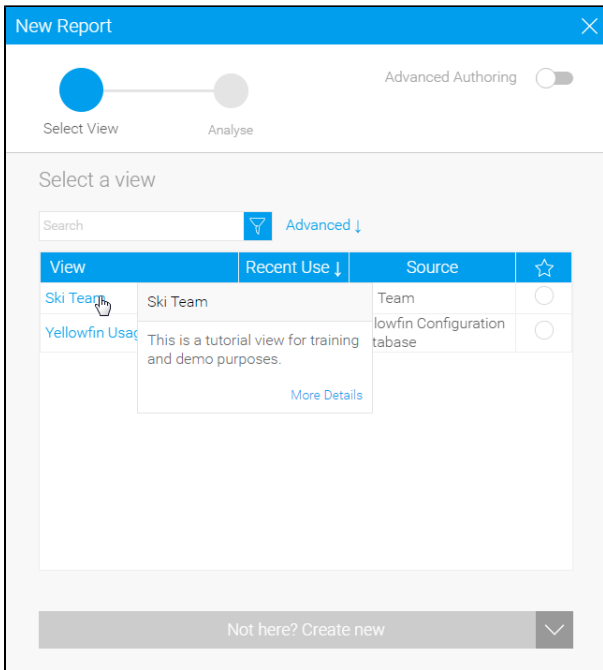 New Report
Advanced Authoring
Select View
Analyse
Select a view
Search
Advanced ↓
View Recent Use ↓ Source
Ski Team
Ski Team
Team
Yellowfin Usag
This is a tutorial view for training
and demo purposes.
lowfin Configuration
tabase
More Details
Not here? Create new